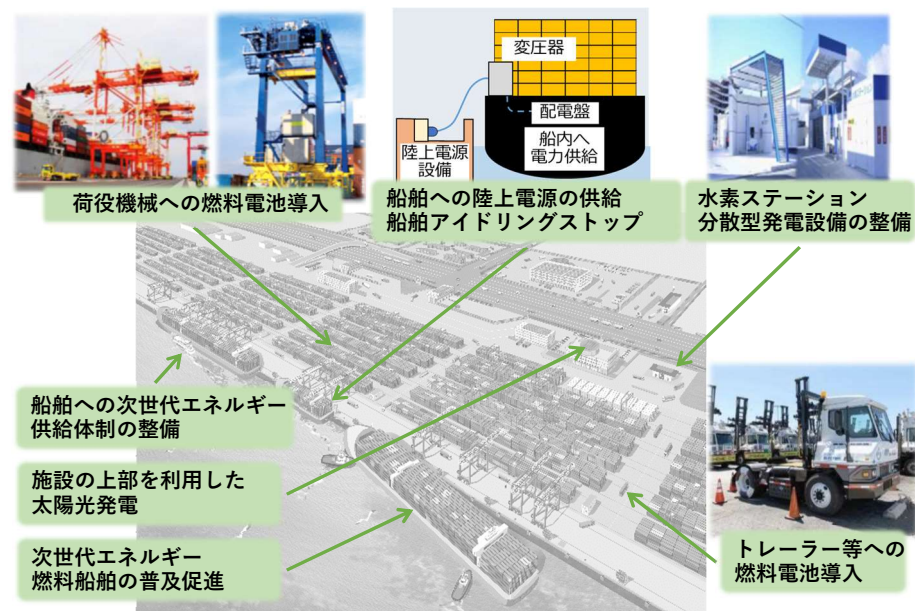 変圧器
配電盤
船内へ
電力供給
陸上電源
設備
荷役機械への燃料電池導入
船舶への陸上電源の供給
船舶アイドリングストップ
水素ステーション
分散型発電設備の整備
船舶への次世代エネルギー
供給体制の整備
施設の上部を利用した
太陽光発電
次世代エネルギー
燃料船舶の普及促進
トレーラー等への
燃料電池導入